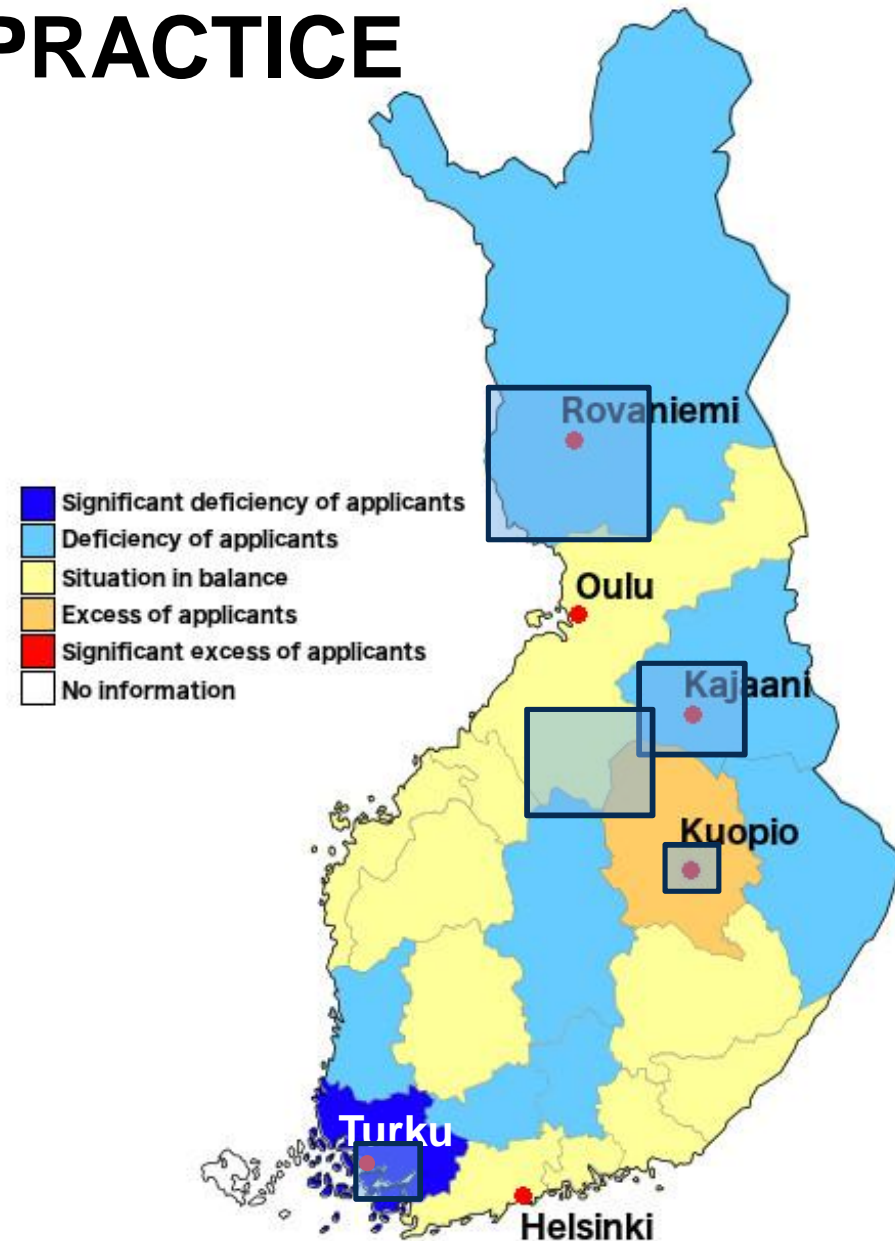 PRACTICE
Rovaniemi
Significant deficiency of applicants
Deficiency of applicants
Situation in balance
Excess of applicants
Significant excess of applicants
No information
Oulu
Kajaani
Kuopio
Turku
Helsinki